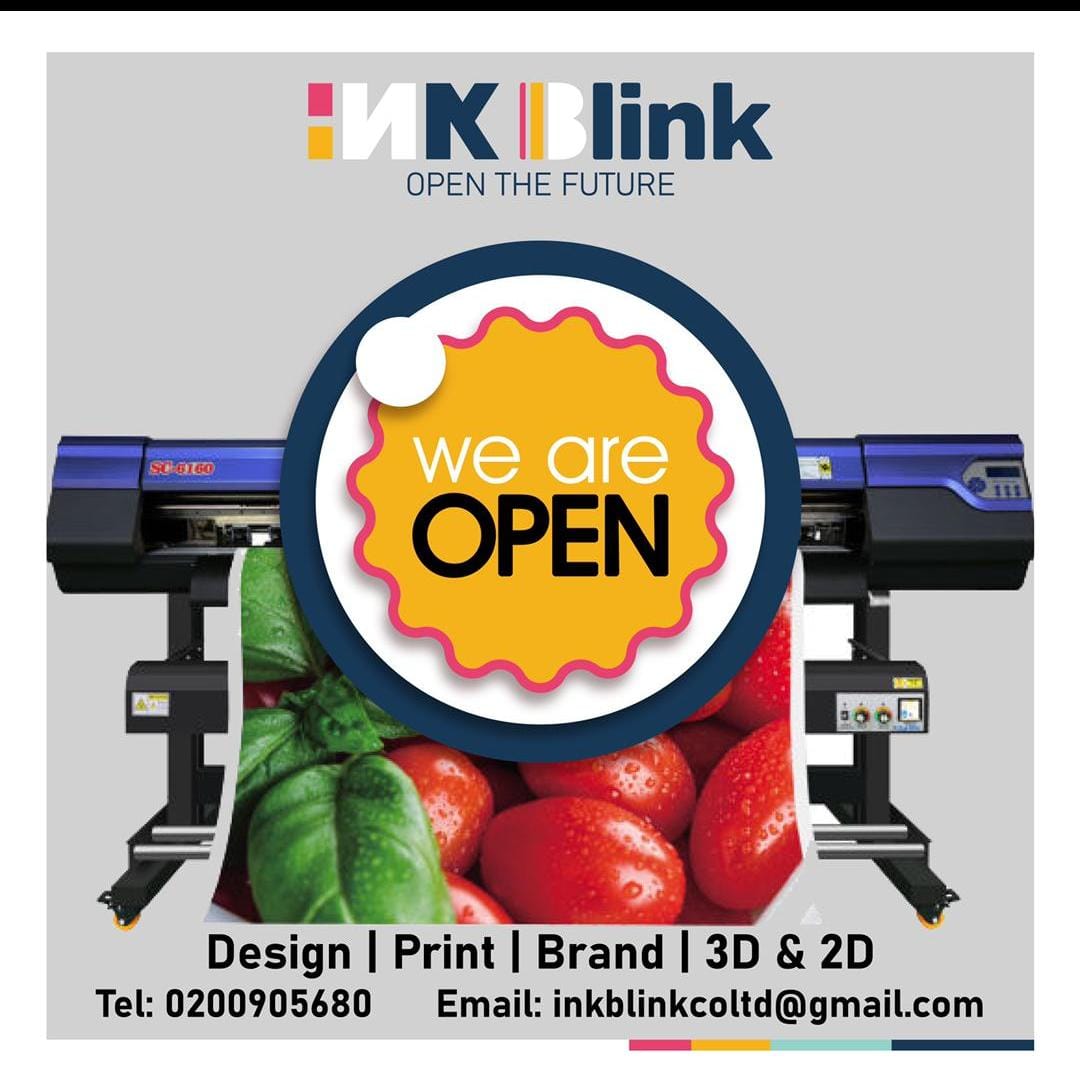 INK Blink
OPEN THE FUTURE
SC-6160
we are
OPEN
Design | Print | Brand | 3D & 2D
Tel: 0200905680 Email: inkblinkcoltd@gmail.com